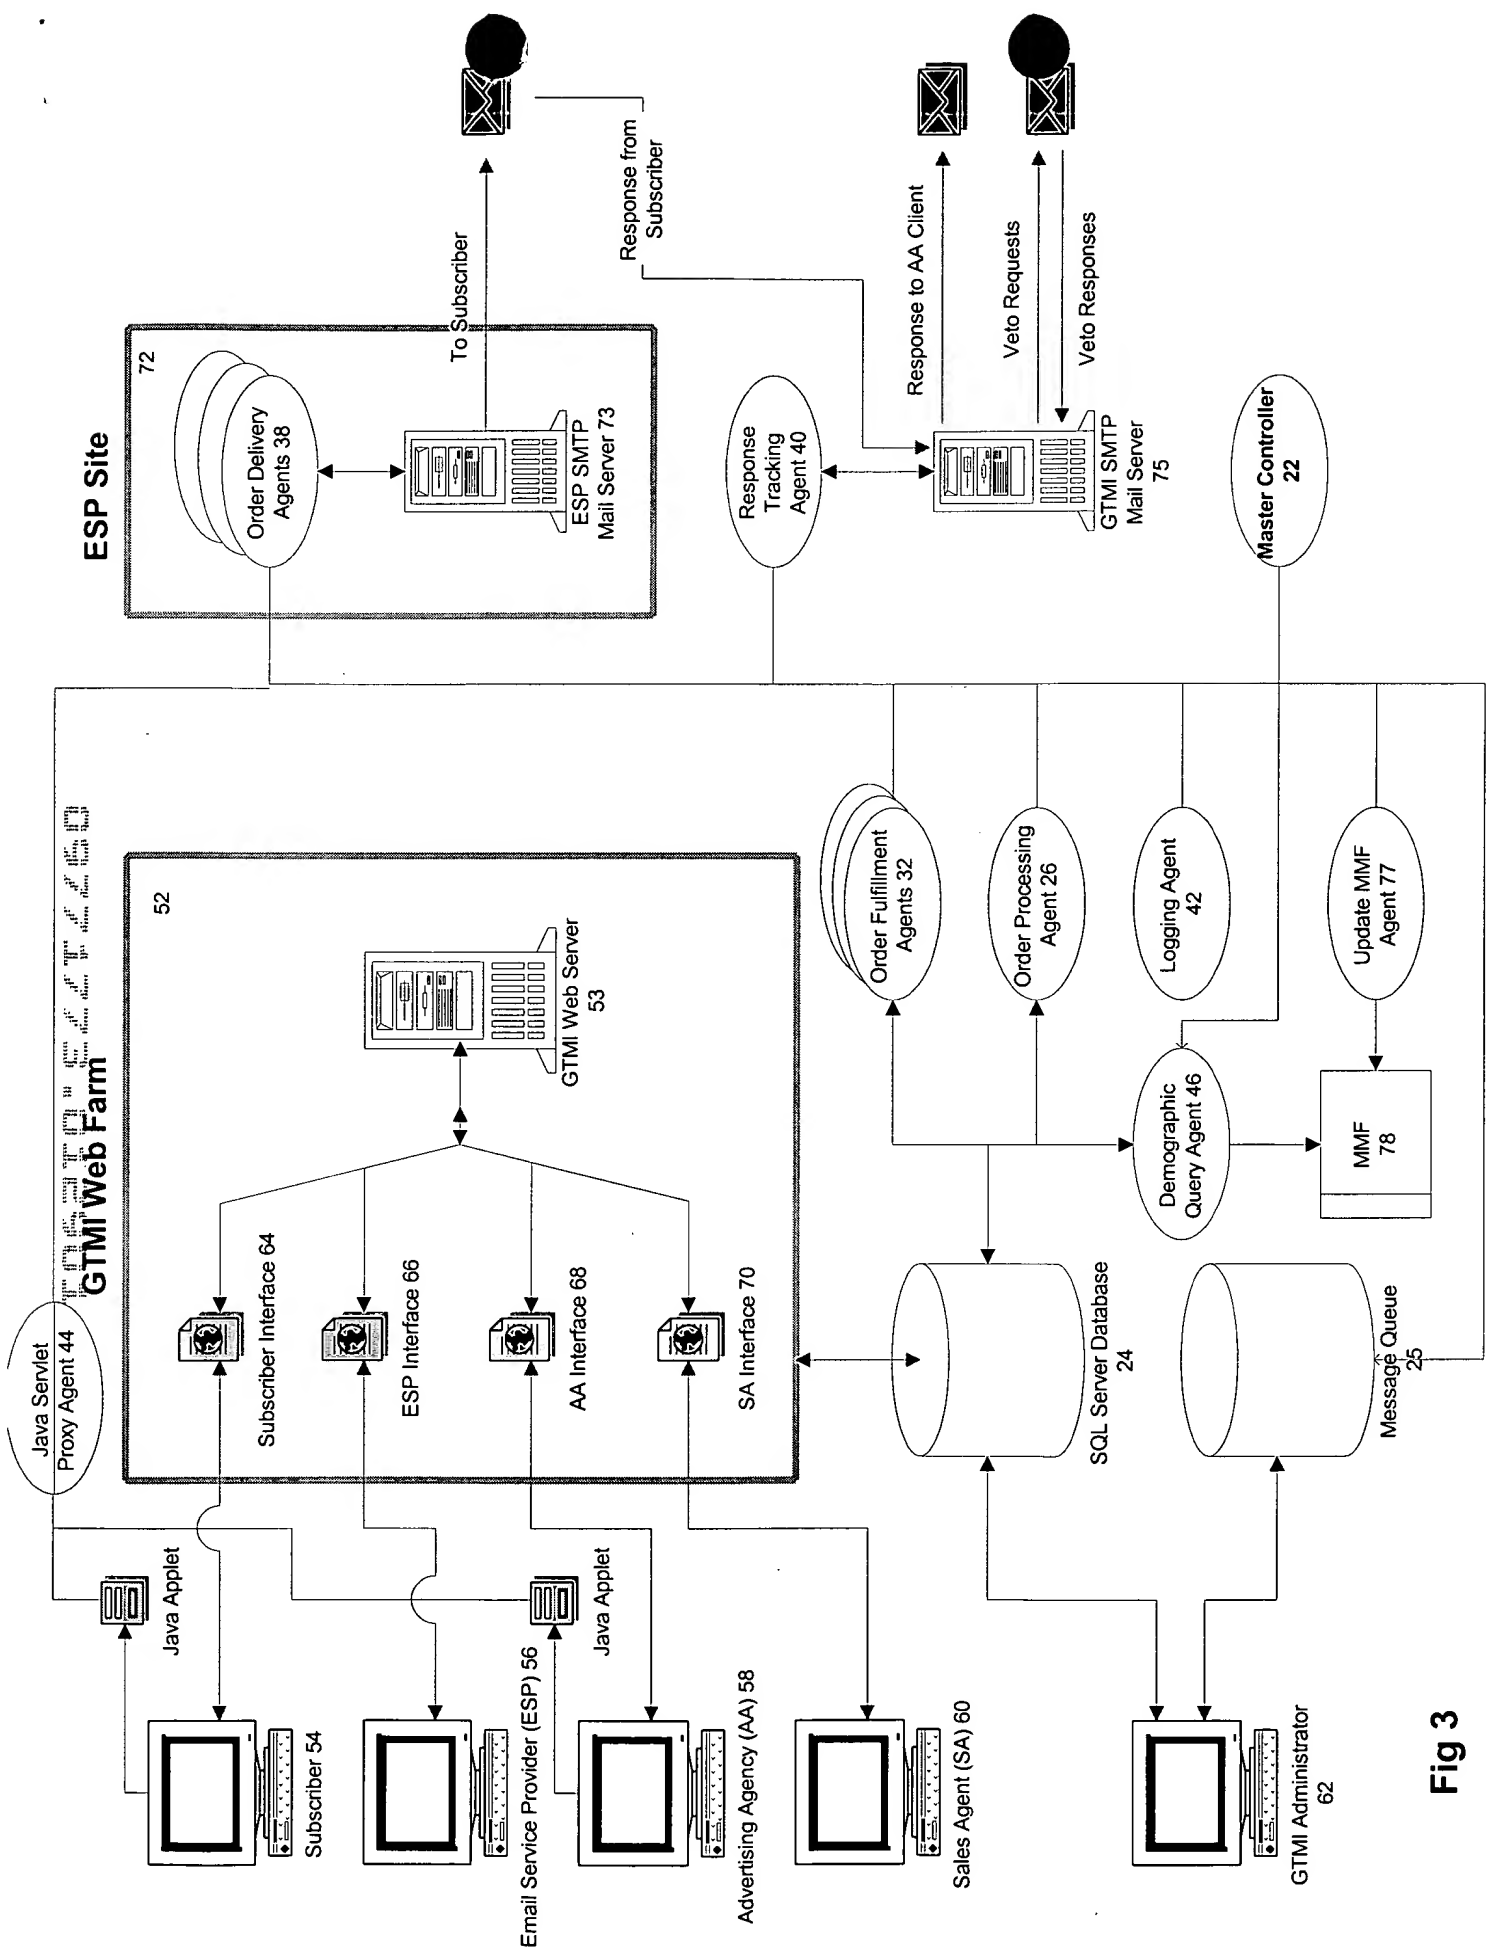 Java Servlet
Proxy Agent 44
GTMI Web Farm
ESP Site
52
72
Java Applet
Subscriber 54
Subscriber Interface 64
Order Delivery
Agents 38
To Subscriber
ESP Interface 66
ESP SMTP
Mail Server 73
Email Service Provider (ESP) 56
Java Applet
AA Interface 68
GTMI Web Server
53
Response from
Subscriber
Advertising Agency (AA) 58
SA Interface 70
Response
Tracking
Agent 40
Sales Agent (SA) 60
Order Fulfillment
Agents 32
Response to AA Client
Order Processing
Agent 26
Veto Requests
SQL Server Database
24
Veto Responses
GTMI SMTP
Mail Server
75
Demographic
Query Agent 46
Logging Agent
42
Master Controller
22
GTMI Administrator
62
Message Queue
25
MMF
78
Update MMF
Agent 77
Fig 3